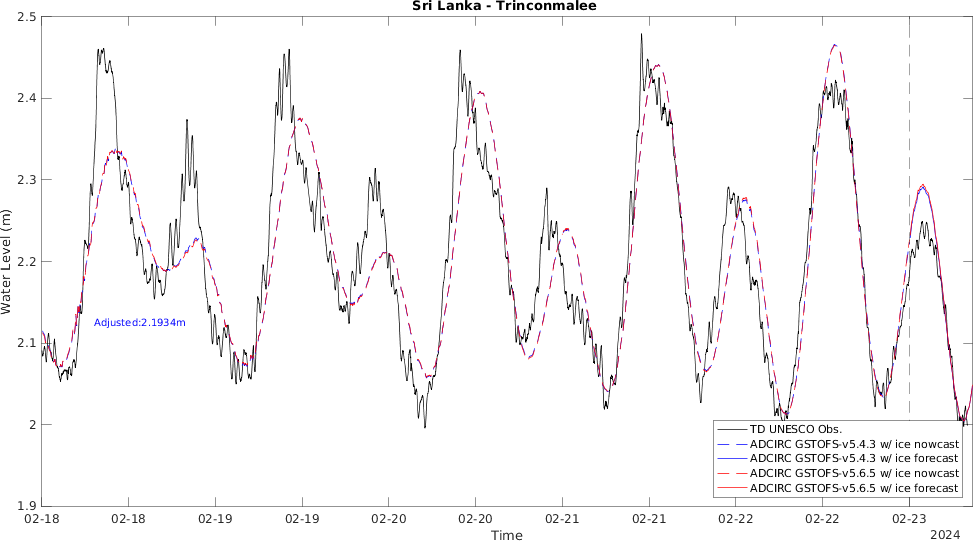 Sri Lanka - Trinconmalee
2.5
2.4
2.3
2.2
2.1
2
1.9
Water Level (m)
Adjusted:2.1934m
TD UNESCO Obs.
ADCIRC GSTOFS-v5.4.3 w/ ice nowcast
ADCIRC GSTOFS-v5.4.3 w/ ice forecast
ADCIRC GSTOFS-v5.6.5 w/ ice nowcast
ADCIRC GSTOFS-v5.6.5 w/ ice forecast
02-18 02-18 02-19 02-19 02-20 02-20 02-21 02-21 02-22 02-22 02-23
Time
2024